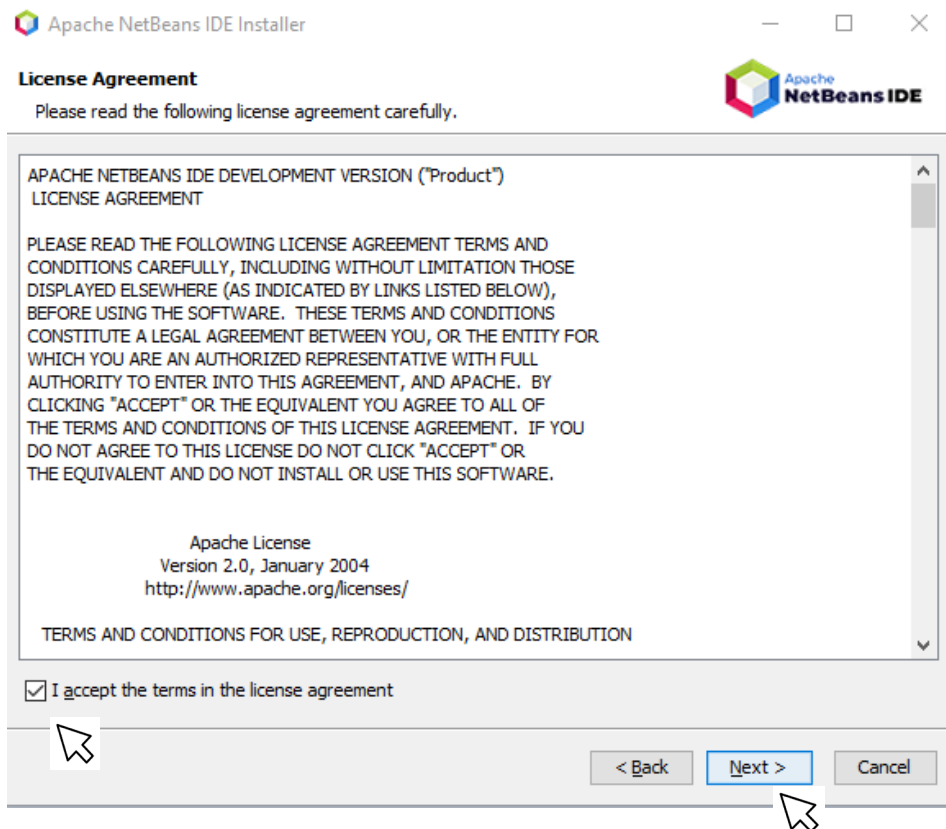 Apache NetBeans IDE Installer
License Agreement
Please read the following license agreement carefully.
Apache
NetBeans IDE
APACHE NETBEANS IDE DEVELOPMENT VERSION ("Product")
LICENSE AGREEMENT
PLEASE READ THE FOLLOWING LICENSE AGREEMENT TERMS AND
CONDITIONS CAREFULLY, INCLUDING WITHOUT LIMITATION THOSE
DISPLAYED ELSEWHERE (AS INDICATED BY LINKS LISTED BELOW),
BEFORE USING THE SOFTWARE.  THESE TERMS AND CONDITIONS
CONSTITUTE A LEGAL AGREEMENT BETWEEN YOU, OR THE ENTITY FOR
WHICH YOU ARE AN AUTHORIZED REPRESENTATIVE WITH FULL
AUTHORITY TO ENTER INTO THIS AGREEMENT, AND APACHE.  BY
CLICKING "ACCEPT" OR THE EQUIVALENT YOU AGREE TO ALL OF
THE TERMS AND CONDITIONS OF THIS LICENSE AGREEMENT.  IF YOU
DO NOT AGREE TO THIS LICENSE DO NOT CLICK "ACCEPT" OR
THE EQUIVALENT AND DO NOT INSTALL OR USE THIS SOFTWARE.
Apache License
Version 2.0, January 2004
http://www.apache.org/licenses/
TERMS AND CONDITIONS FOR USE, REPRODUCTION, AND DISTRIBUTION
I accept the terms in the license agreement
< Back
Next >
Cancel